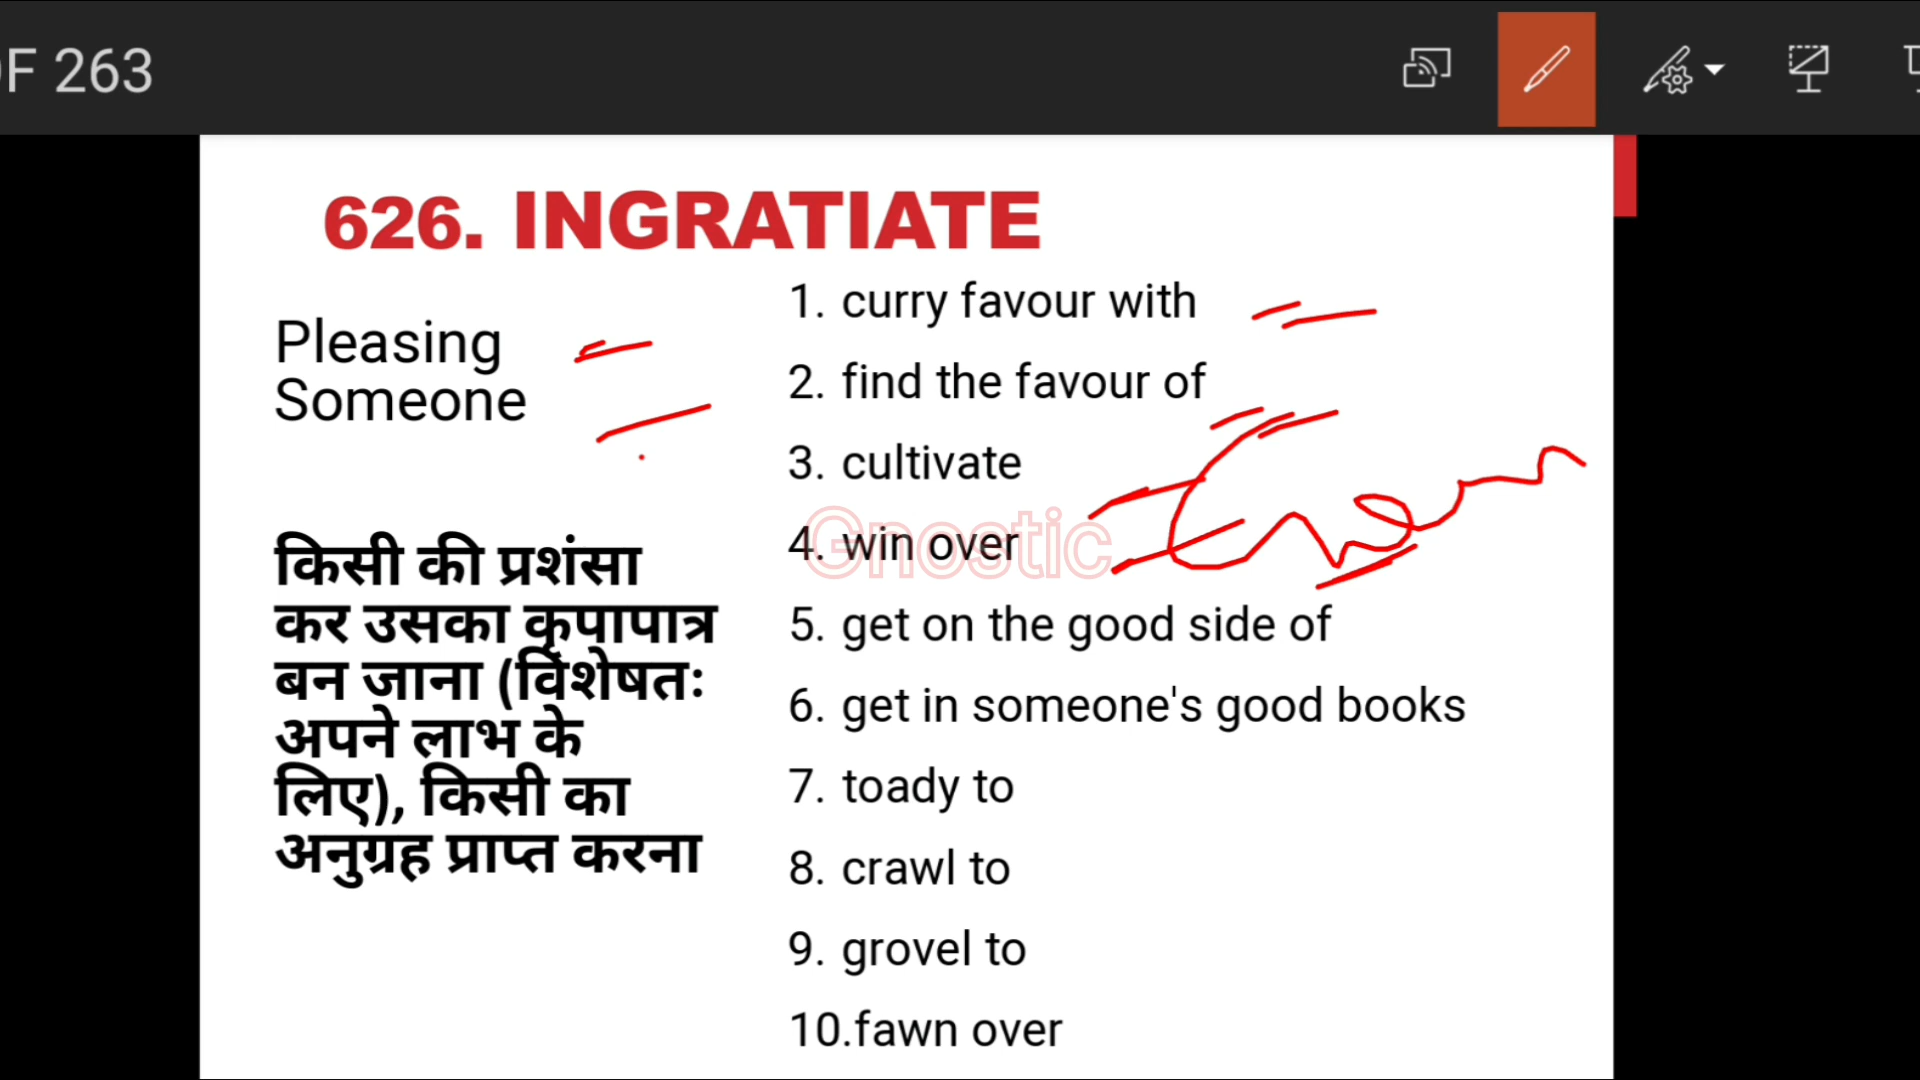 OF 263
626. INGRATIATE
Pleasing
Someone
किसी की प्रशंसा
कर उसका कृपापात्र
बन जाना (विशेषतः
अपने लाभ के
लिए), किसी का
अनुग्रह प्राप्त करना
1. curry favour with
2. find the favour of
3. cultivate
4. win over
5. get on the good side of
6. get in someone's good books
7. toady to
8. crawl to
9. grovel to
10.fawn over
Gnostic